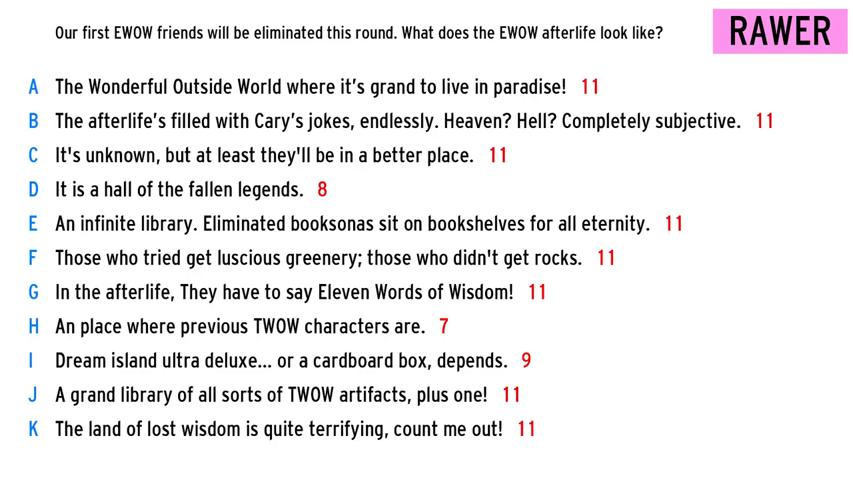 Our first EWOW friends will be eliminated this round. What does the EWOW afterlife look like?
RAWER
A The Wonderful Outside World where it's grand to live in paradise! 11
B The afterlife's filled with Cary's jokes, endlessly. Heaven? Hell? Completely subjective. 11
C It's unknown, but at least they'll be in a better place. 11
D It is a hall of the fallen legends. 8
E An infinite library. Eliminated booksonas sit on bookshelves for all eternity. 11
F Those who tried get luscious greenery; those who didn't get rocks. 11
G In the afterlife, They have to say Eleven Words of Wisdom! 11
H An place where previous TWOW characters are. 7
I Dream island ultra deluxe... or a cardboard box, depends. 9
J A grand library of all sorts of TWOW artifacts, plus one! 11
K The land of lost wisdom is quite terrifying, count me out! 11